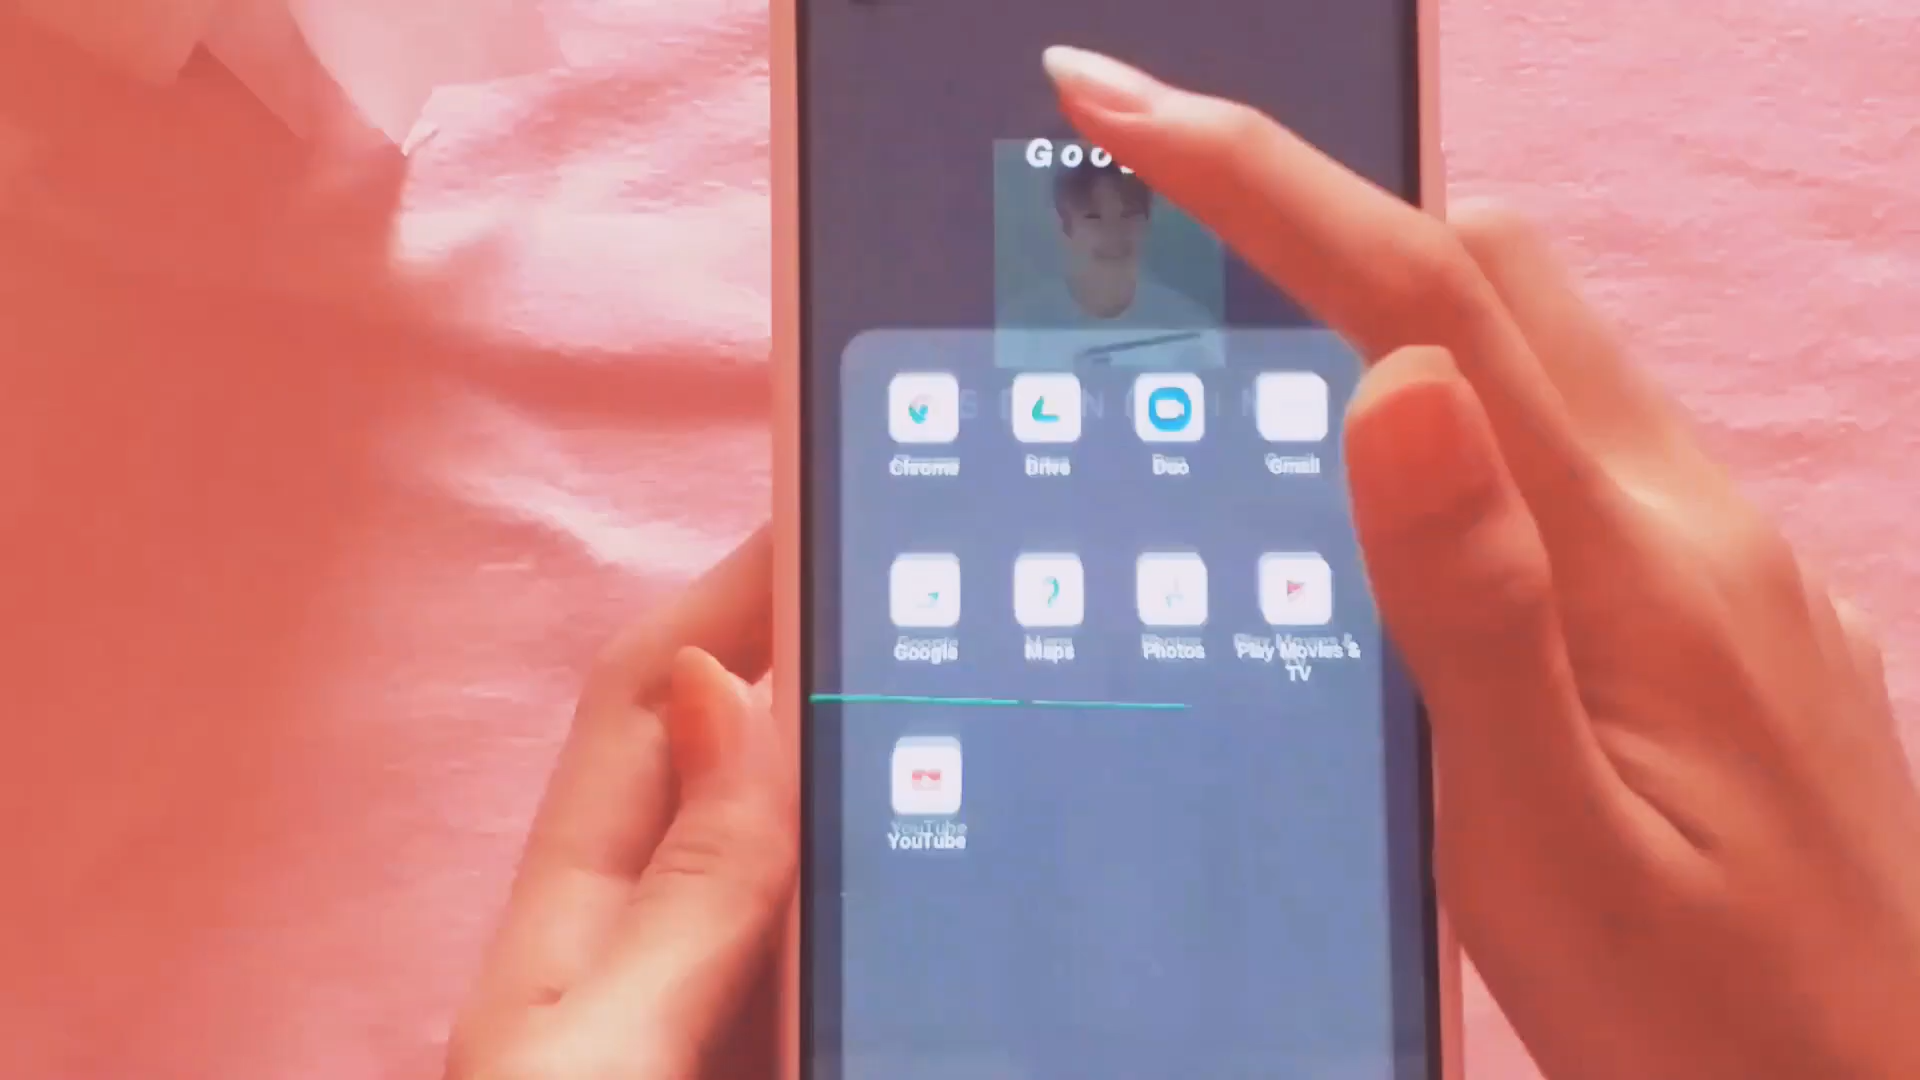 Goo
Chrome Drive Duo Gmail
Google Maps Photos Play Movies &
TV
YouTube